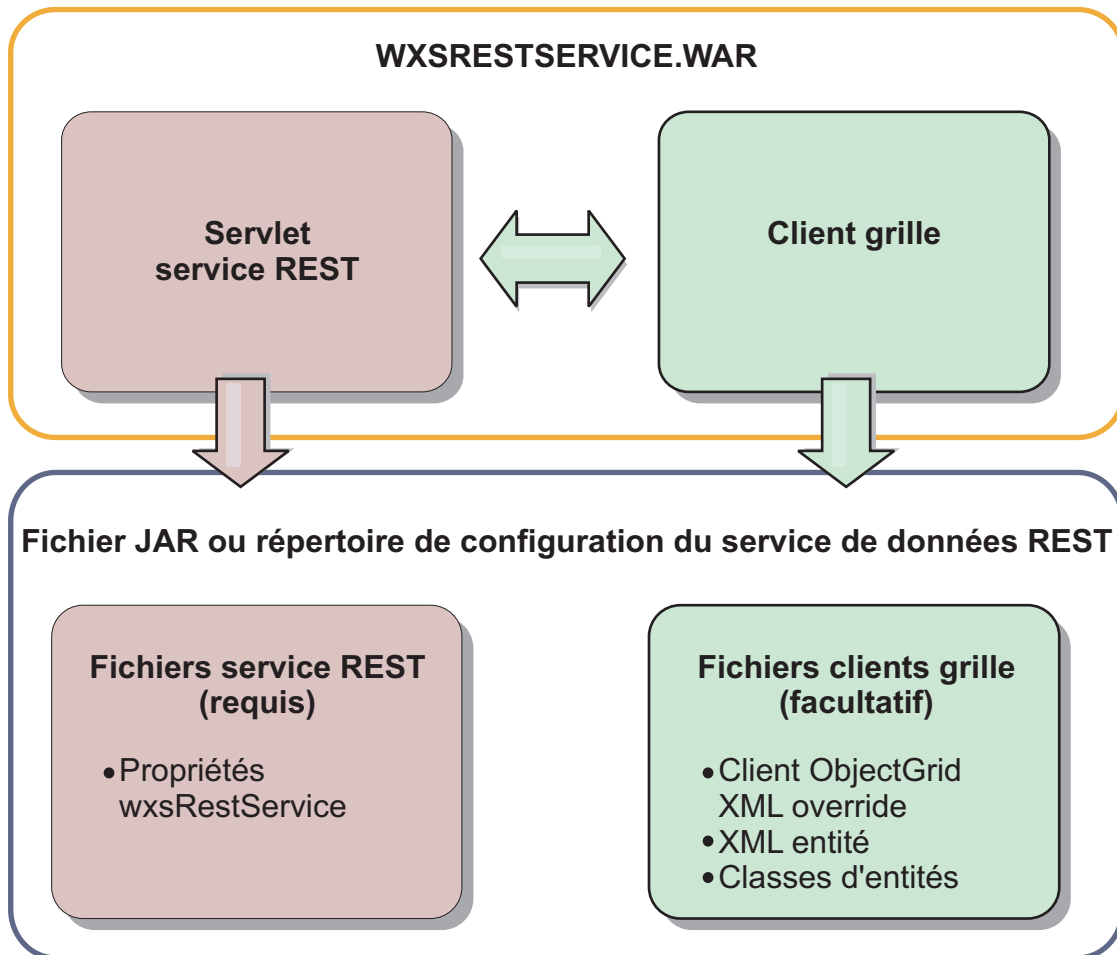 WXSRESTSERVICE.WAR
Servlet
service REST
Client grille
Fichier JAR ou répertoire de configuration du service de données REST
Fichiers service REST
(requis)
•Propriétés
wxsRestService
Fichiers clients grille
(facultatif)
•Client ObjectGrid
XML override
•XML entité
•Classes d'entités